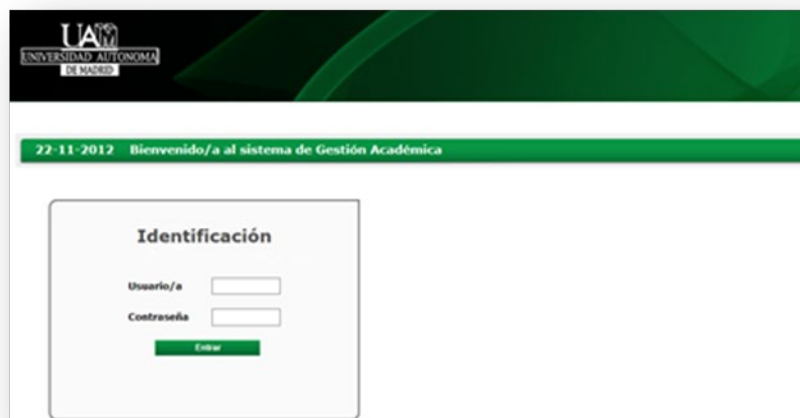 UAM
UNIVERSIDAD AUTONOMA
DE MADRID
22-11-2012 Bienvenido/a al sistema de Gestión Académica
Identificación
Usuario/a
Contraseña
Entrar